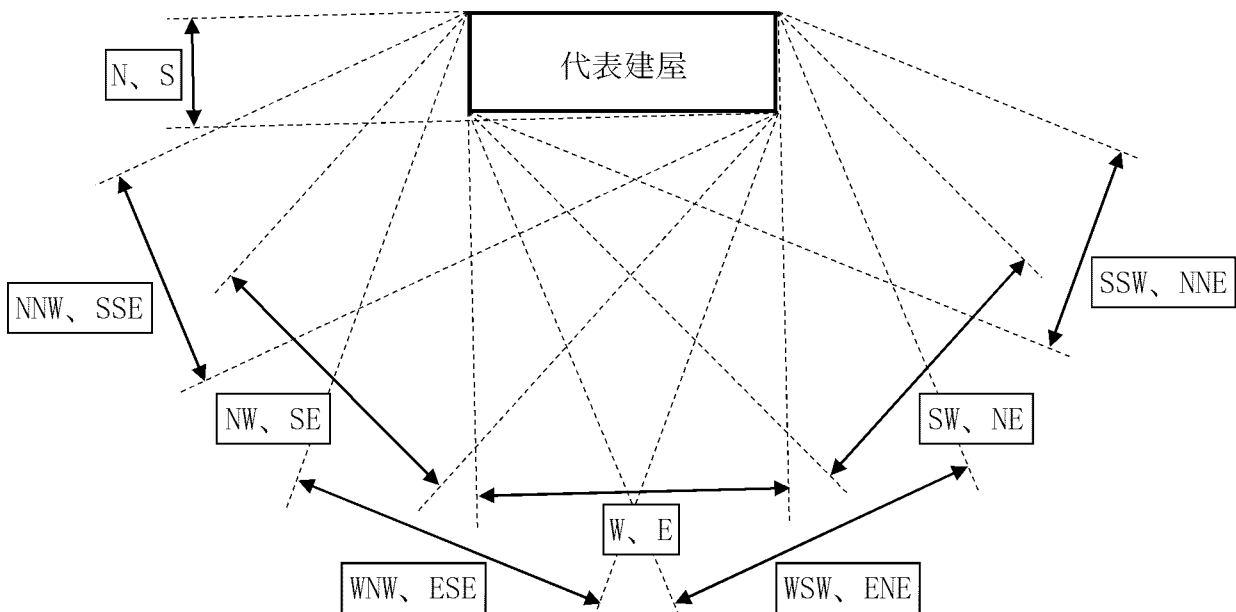 代表建屋
N、S
NNW、SSE
SSW、NNE
NW、SE
SW、NE
W、E
WNW、ESE
WSW、ENE